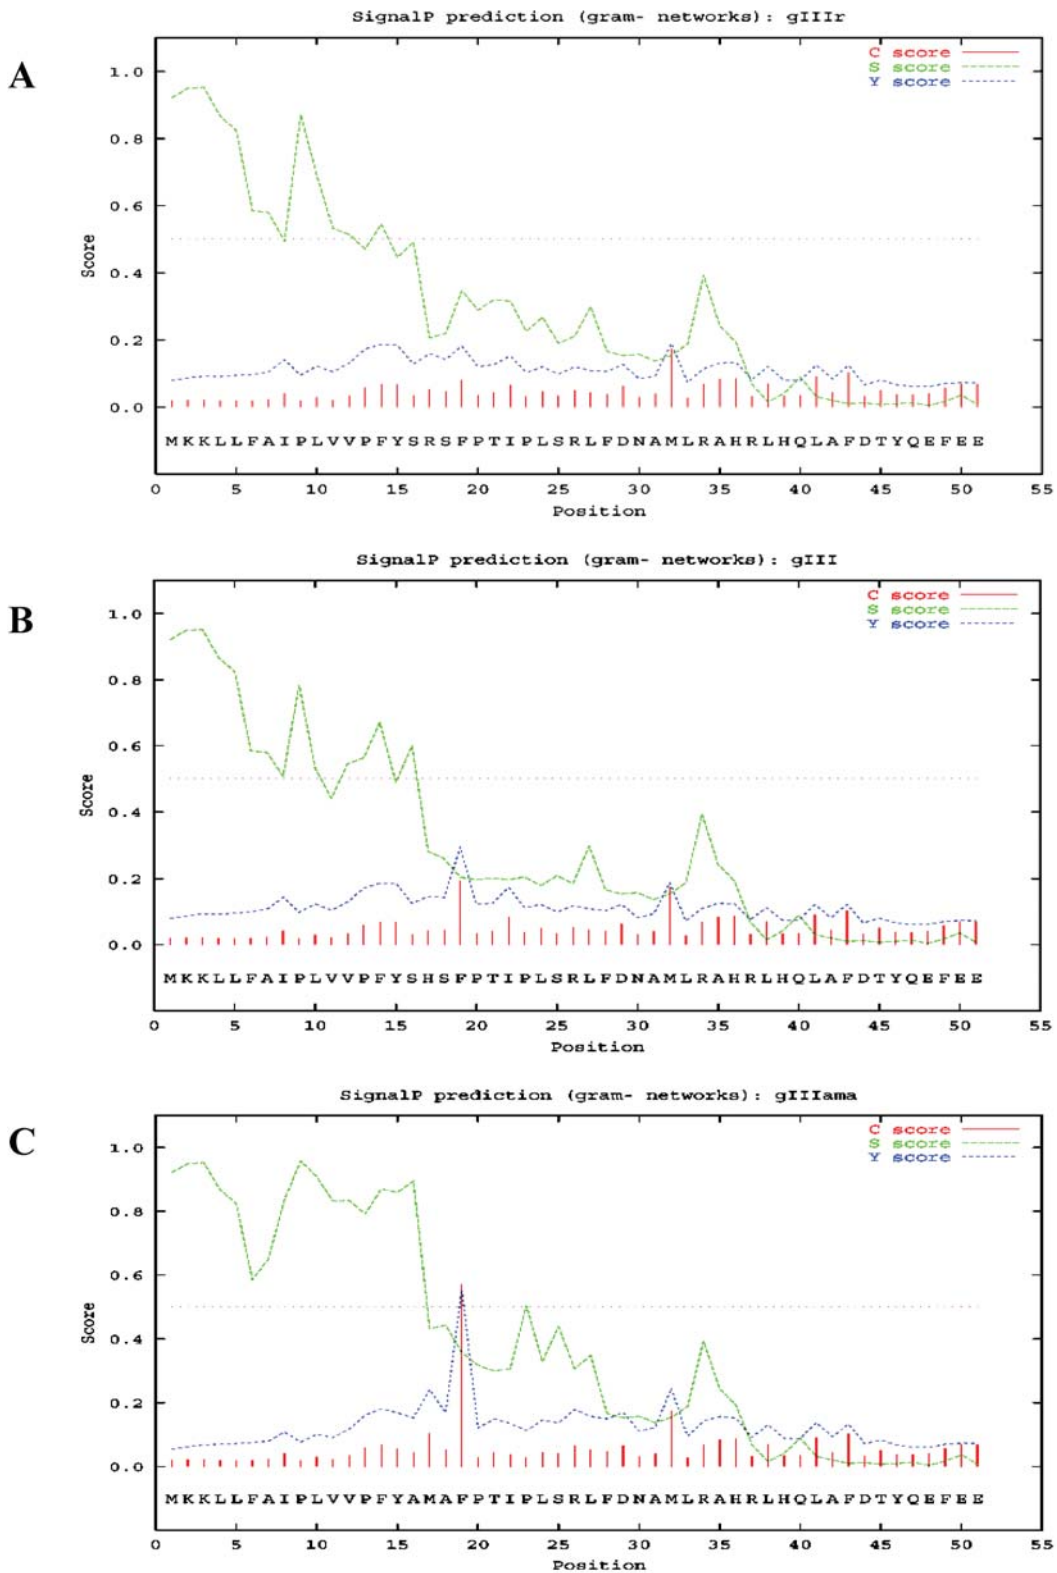 SignalP prediction (gram- networks): gIIIr
A
C score
S score
Y score
1.0
0.8
0.6
0.4
0.2
0.0
Score
M K K L L F A I P L V V P F Y S R S F P T I P L S R L F D N A M L R A H R L H Q L A F D T Y Q E F E E
0 5 10 15 20 25 30 35 40 45 50 55
Position
SignalP prediction (gram- networks): gIII
B
C score
S score
Y score
1.0
0.8
0.6
0.4
0.2
0.0
Score
M K K L L F A I P L V V P F Y S H S F P T I P L S R L F D N A M L R A H R L H Q L A F D T Y Q E F E E
0 5 10 15 20 25 30 35 40 45 50 55
Position
SignalP prediction (gram- networks): gIIIama
C
C score
S score
Y score
1.0
0.8
0.6
0.4
0.2
0.0
Score
M K K L L F A I P L V V P F Y A M A F P T I P L S R L F D N A M L R A H R L H Q L A F D T Y Q E F E E
0 5 10 15 20 25 30 35 40 45 50 55
Position